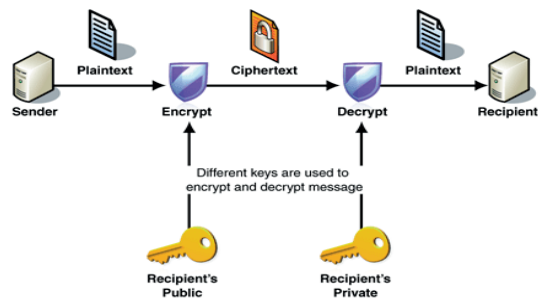 Plaintext
Ciphertext
Plaintext
Sender
Encrypt
Decrypt
Recipient
Different keys are used to
encrypt and decrypt message
Recipient's
Public
Recipient's
Private